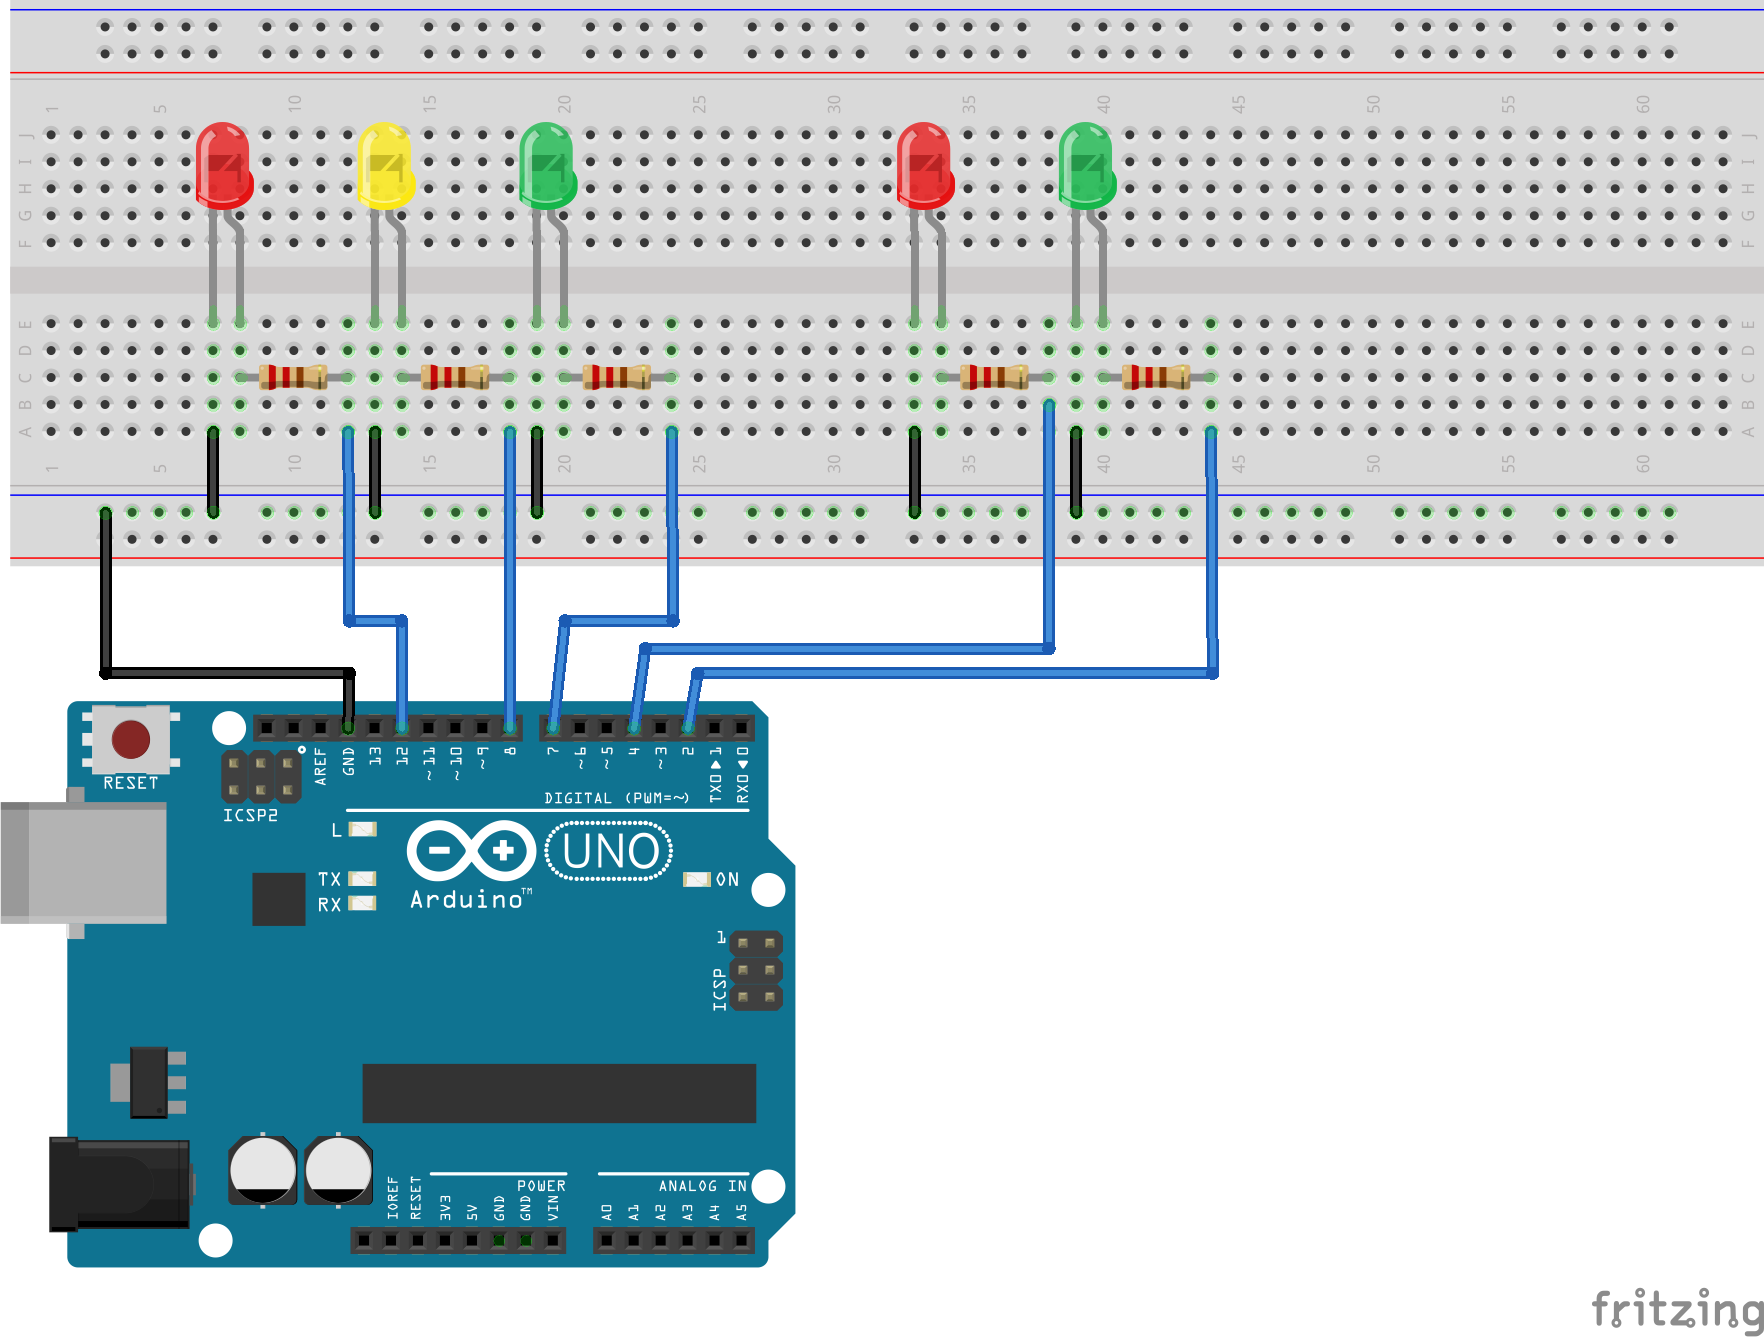 1 5 10 15 20 25 30 35 40 45 50 55 60
J J
I I
H H
G G
F F
E E
D D
C C
B B
A A
1 5 10 15 20 25 30 35 40 45 50 55 60
RESET
ICSP2
AREF
GND
13
12
~11
~10
~9
8
7
~6
~5
4
~3
2
TX0▶1
RX0◀0
DIGITAL (PWM=~)
L
TX
RX
UNO
Arduino™
ON
1
ICSP
IOREF
RESET
3V3
5V
GND
GND
VIN
POWER
ANALOG IN
A0
A1
A2
A3
A4
A5
fritzing